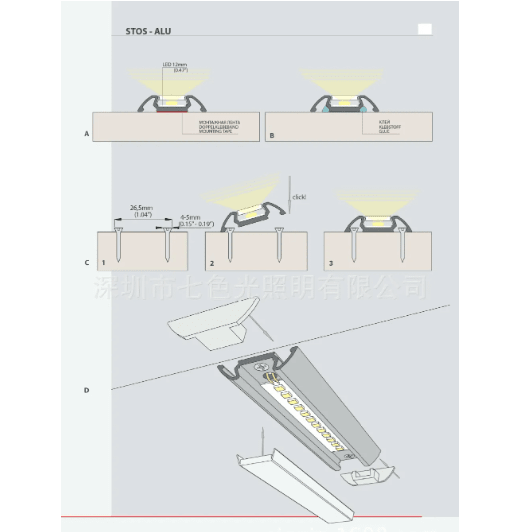 STOS - ALU
LED 12mm
(0.47")
МОНТАЖНАЯ ЛЕНТА
DOPPELKLEBEBAND
MOUNTING TAPE
A
КЛЕЙ
KLEBSTOFF
GLUE
B
26,5mm
(1.04")
4-5mm
(0.15" - 0.19")
click!
C
1
2
3
深圳市七色光照明有限公司
D